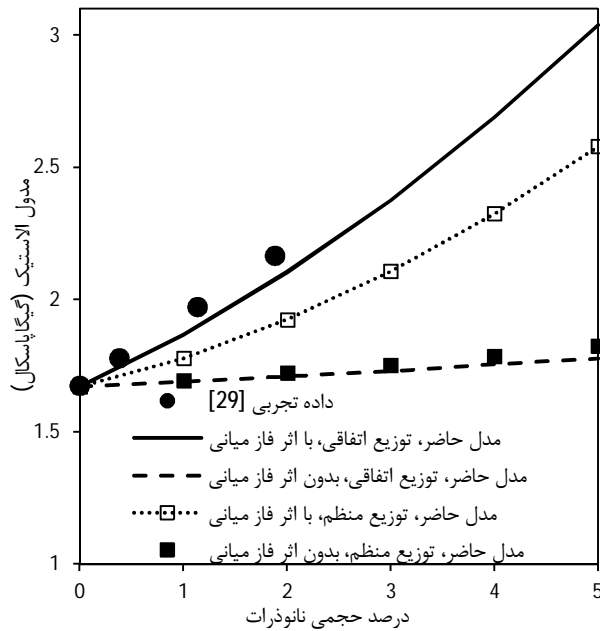 3
2.5
2
1.5
1
مدول الاستیک (گیگاپاسکال)
داده تجربی [29]
مدل حاضر، توزیع اتفاقی، با اثر فاز میانی
مدل حاضر، توزیع اتفاقی، بدون اثر فاز میانی
مدل حاضر، توزیع منظم، با اثر فاز میانی
مدل حاضر، توزیع منظم، بدون اثر فاز میانی
0 1 2 3 4 5
درصد حجمی نانوذرات